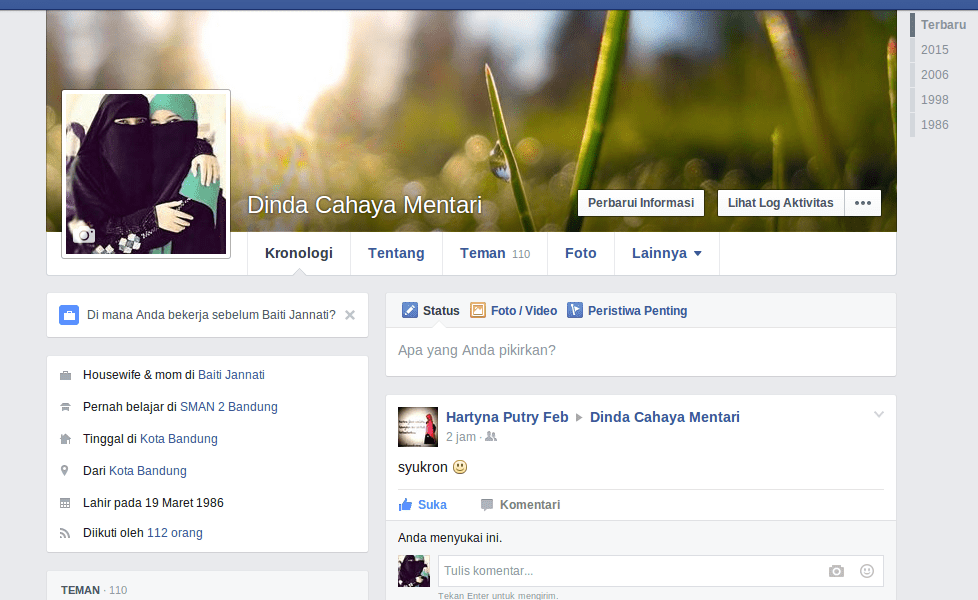 Terbaru
2015
2006
1998
1986
Dinda Cahaya Mentari
Perbarui Informasi
Lihat Log Aktivitas
Kronologi
Tentang
Teman 110
Foto
Lainnya
Di mana Anda bekerja sebelum Baiti Jannati?
Housewife & mom di Baiti Jannati
Pernah belajar di SMAN 2 Bandung
Tinggal di Kota Bandung
Dari Kota Bandung
Lahir pada 19 Maret 1986
Diikuti oleh 112 orang
TEMAN · 110
Status
Foto / Video
Peristiwa Penting
Apa yang Anda pikirkan?
Hartyna Putry Feb ▸ Dinda Cahaya Mentari
2 jam ·
syukron
Suka
Komentari
Anda menyukai ini.
Tulis komentar...
Tekan Enter untuk mengirim.